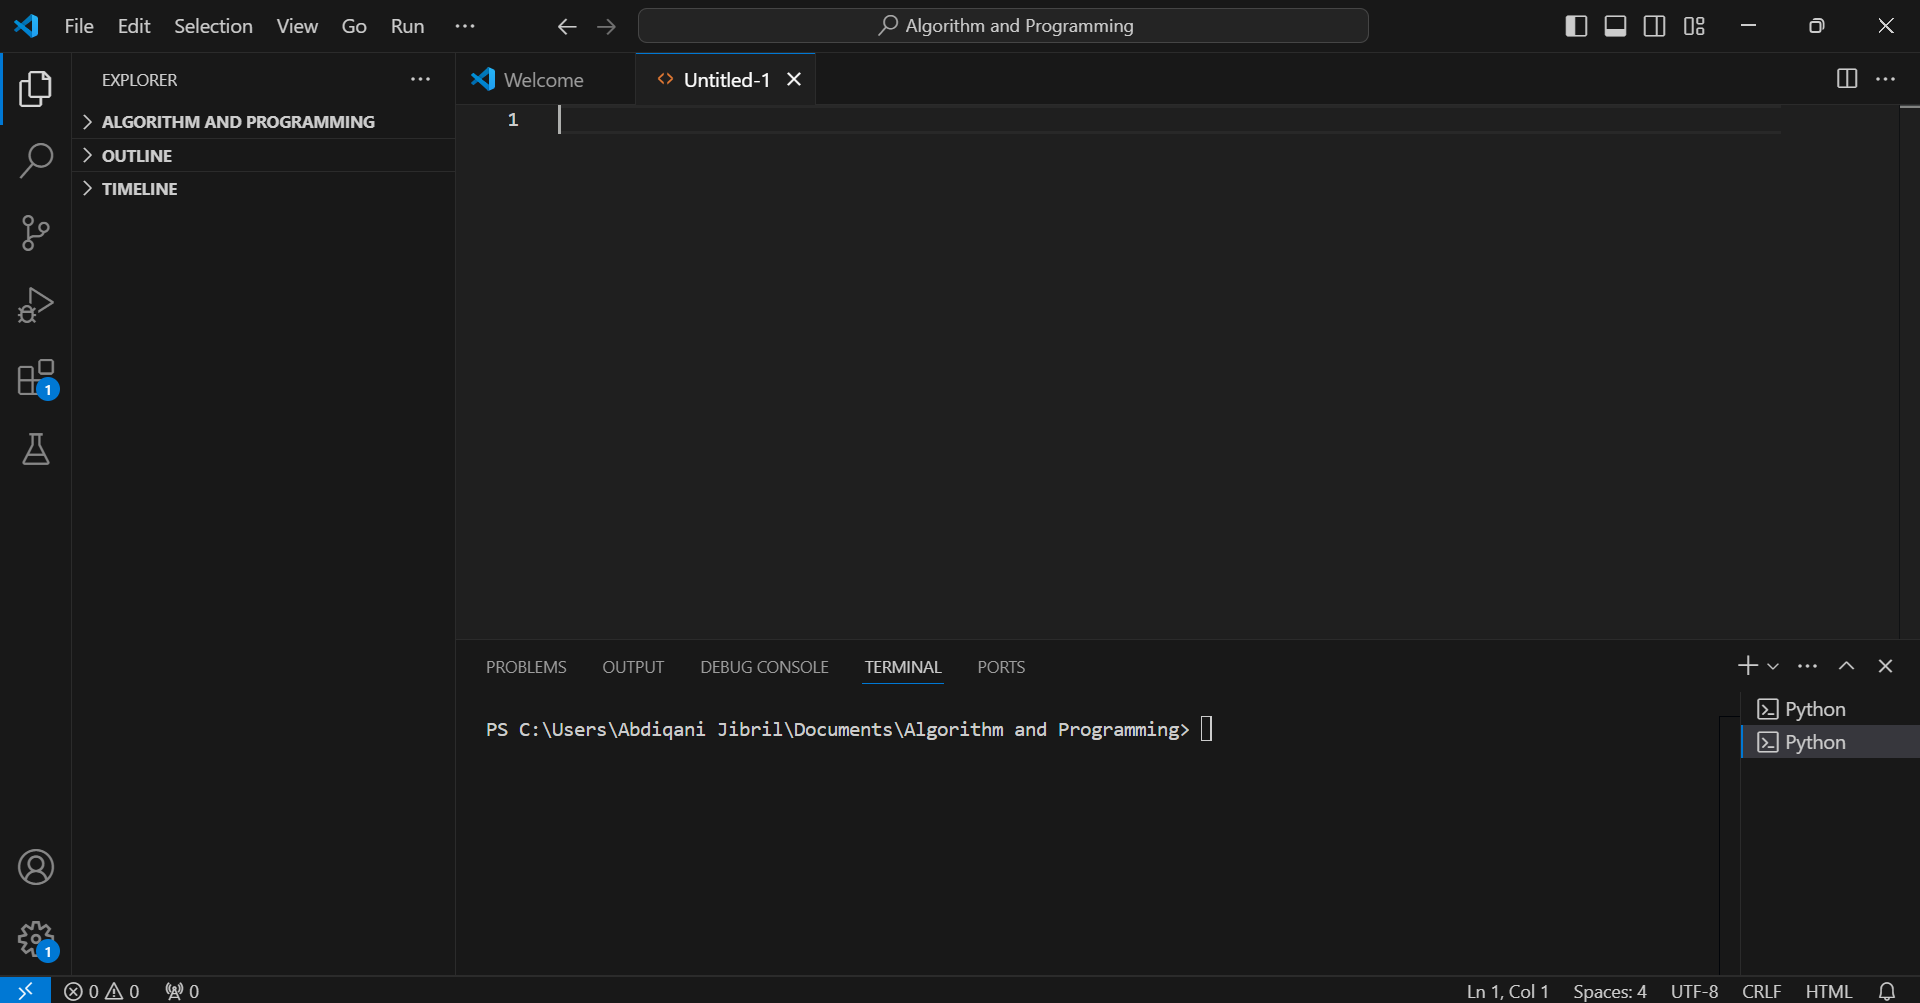 File Edit Selection View Go Run
Algorithm and Programming
EXPLORER
ALGORITHM AND PROGRAMMING
OUTLINE
TIMELINE
1
1
Welcome
Untitled-1
1
PROBLEMS OUTPUT DEBUG CONSOLE TERMINAL PORTS
PS C:\Users\Abdiqani Jibril\Documents\Algorithm and Programming>
Python
Python
0 0 0
Ln 1, Col 1 Spaces: 4 UTF-8 CRLF HTML